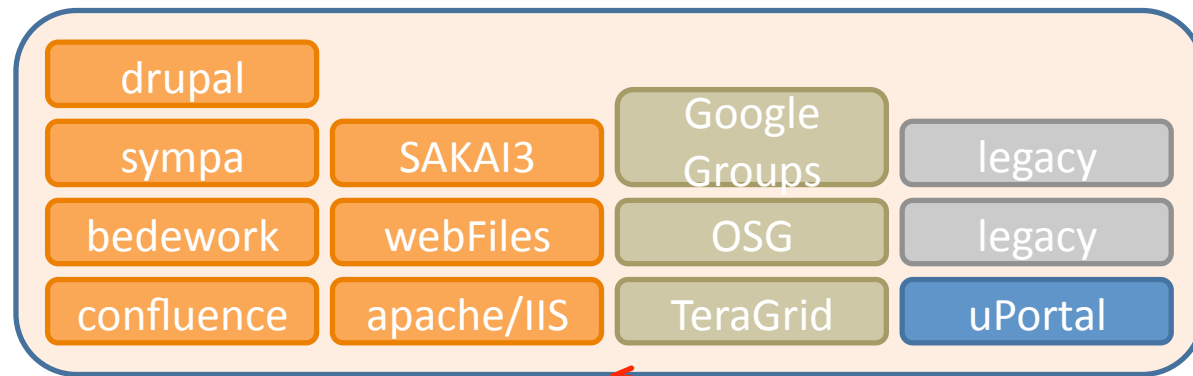 drupal
sympa
bedework
confluence
SAKAI3
webFiles
apache/IIS
Google
Groups
OSG
TeraGrid
legacy
legacy
uPortal